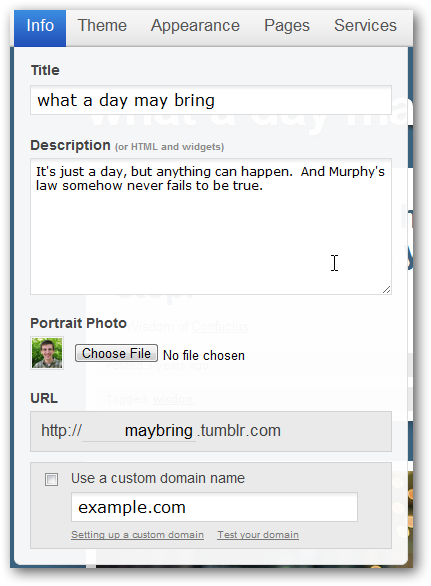 Info Theme Appearance Pages Services
Title
what a day may bring
Description (or HTML and widgets)
It's just a day, but anything can happen.  And Murphy's
law somehow never fails to be true.
Portrait Photo
Choose File No file chosen
URL
http:// maybring .tumblr.com
Use a custom domain name
example.com
Setting up a custom domain Test your domain